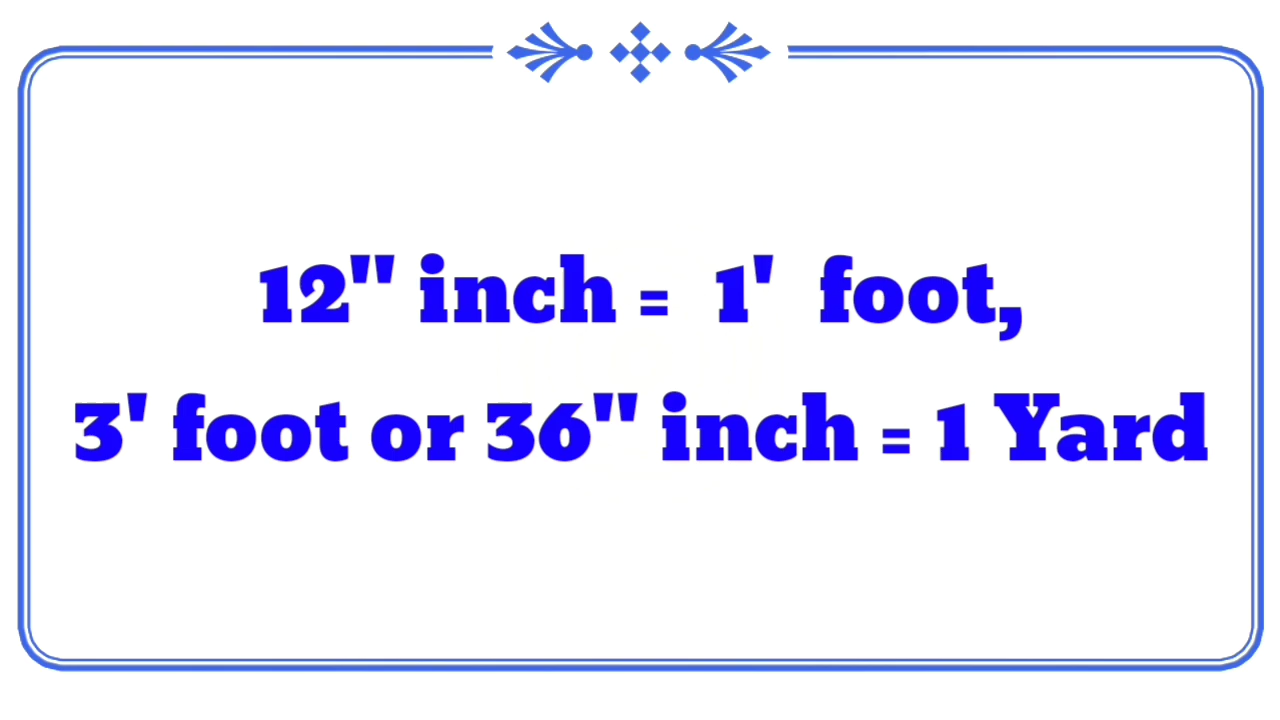 12" inch = 1' foot,
3' foot or 36" inch = 1 Yard